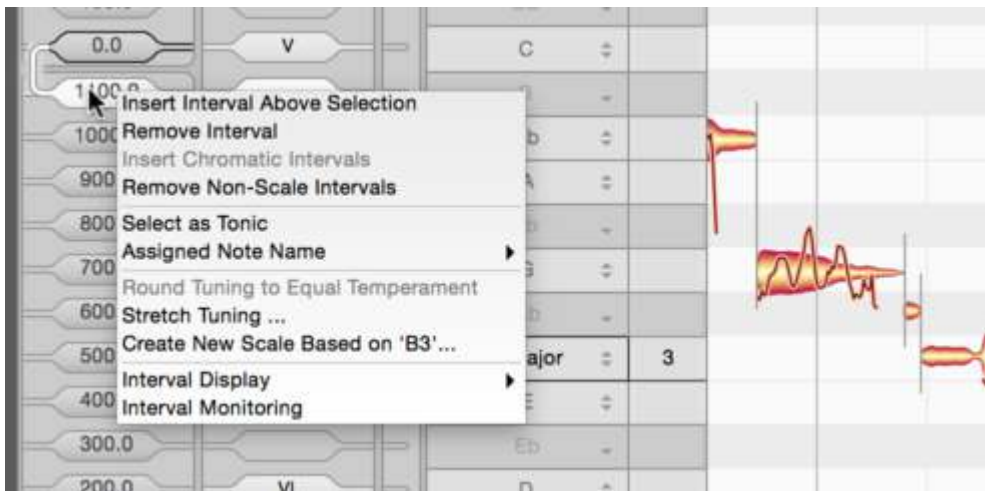 0.0 V C
1100.0
Insert Interval Above Selection
1000 Remove Interval b
Insert Chromatic Intervals
900 Remove Non-Scale Intervals A
800 Select as Tonic b
Assigned Note Name
700 G
Round Tuning to Equal Temperament
600 Stretch Tuning ... b
Create New Scale Based on 'B3'...
500 ajor 3
Interval Display
400 Interval Monitoring E
300.0 Eb
200.0 VI D